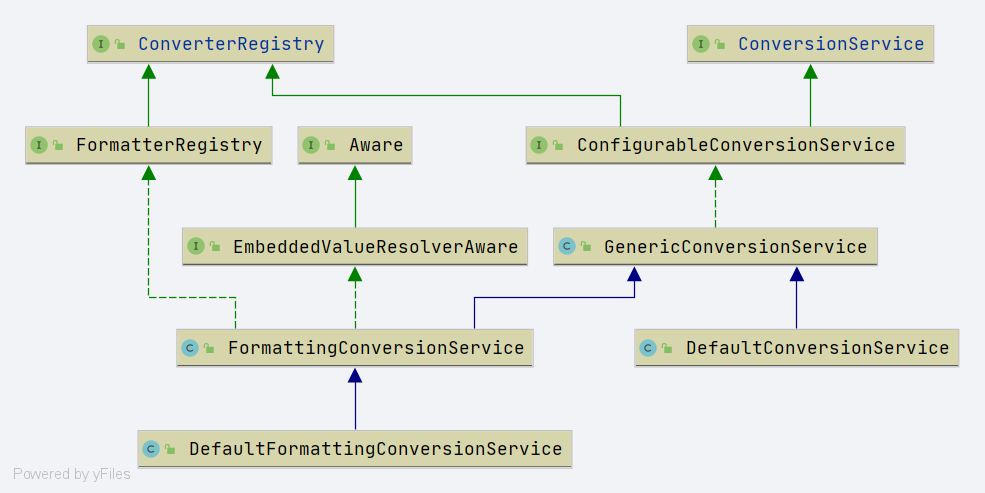 I ConverterRegistry
I ConversionService
I FormatterRegistry
I Aware
I ConfigurableConversionService
I EmbeddedValueResolverAware
C GenericConversionService
C FormattingConversionService
C DefaultConversionService
C DefaultFormattingConversionService
Powered by yFiles